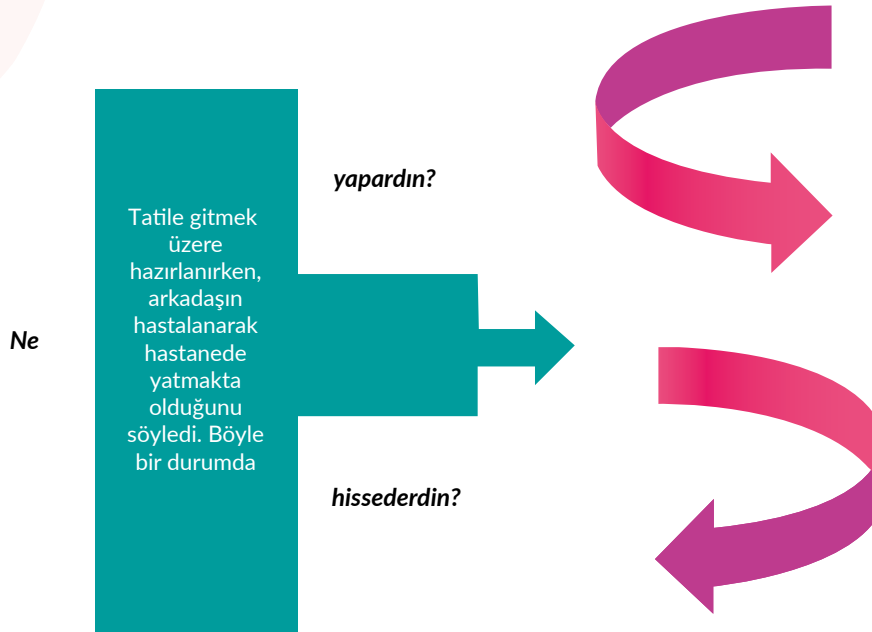 Ne
Tatile gitmek
üzere
hazırlanırken,
arkadaşın
hastalanarak
hastanede
yatmakta
olduğunu
söyledi. Böyle
bir durumda
yapardın?
hissederdin?